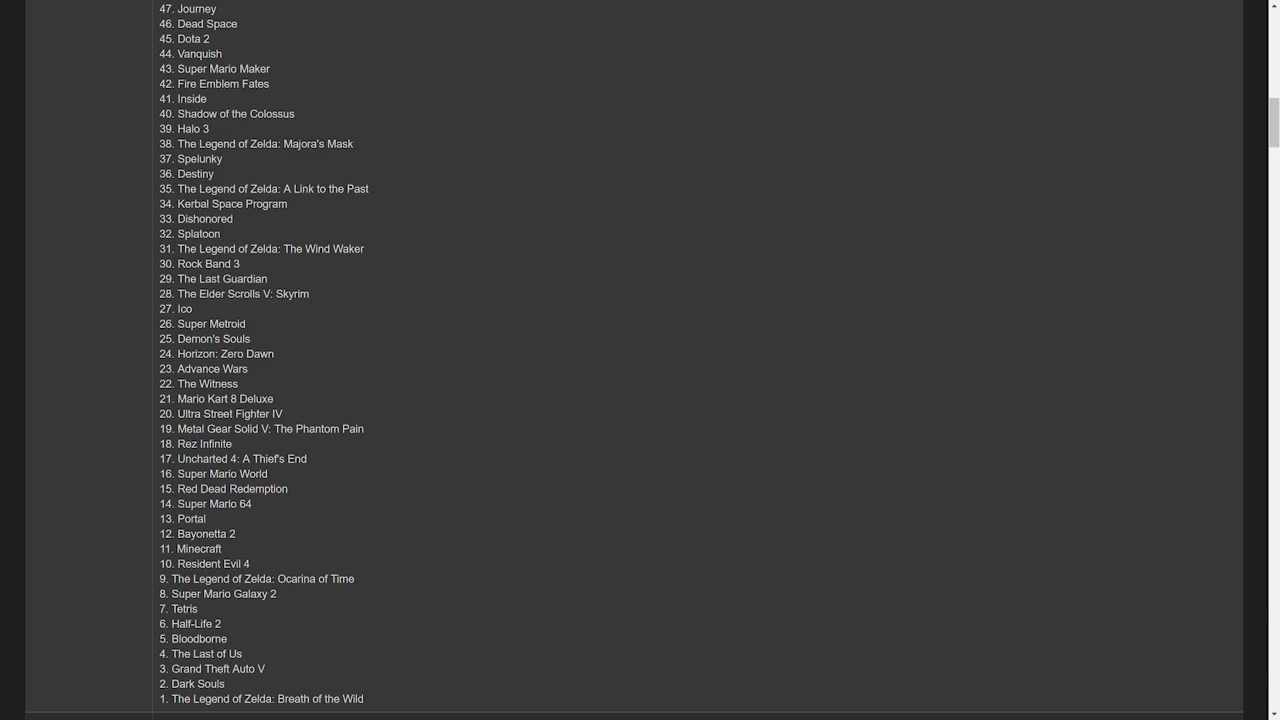 47. Journey
46. Dead Space
45. Dota 2
44. Vanquish
43. Super Mario Maker
42. Fire Emblem Fates
41. Inside
40. Shadow of the Colossus
39. Halo 3
38. The Legend of Zelda: Majora's Mask
37. Spelunky
36. Destiny
35. The Legend of Zelda: A Link to the Past
34. Kerbal Space Program
33. Dishonored
32. Splatoon
31. The Legend of Zelda: The Wind Waker
30. Rock Band 3
29. The Last Guardian
28. The Elder Scrolls V: Skyrim
27. Ico
26. Super Metroid
25. Demon's Souls
24. Horizon: Zero Dawn
23. Advance Wars
22. The Witness
21. Mario Kart 8 Deluxe
20. Ultra Street Fighter IV
19. Metal Gear Solid V: The Phantom Pain
18. Rez Infinite
17. Uncharted 4: A Thief's End
16. Super Mario World
15. Red Dead Redemption
14. Super Mario 64
13. Portal
12. Bayonetta 2
11. Minecraft
10. Resident Evil 4
9. The Legend of Zelda: Ocarina of Time
8. Super Mario Galaxy 2
7. Tetris
6. Half-Life 2
5. Bloodborne
4. The Last of Us
3. Grand Theft Auto V
2. Dark Souls
1. The Legend of Zelda: Breath of the Wild